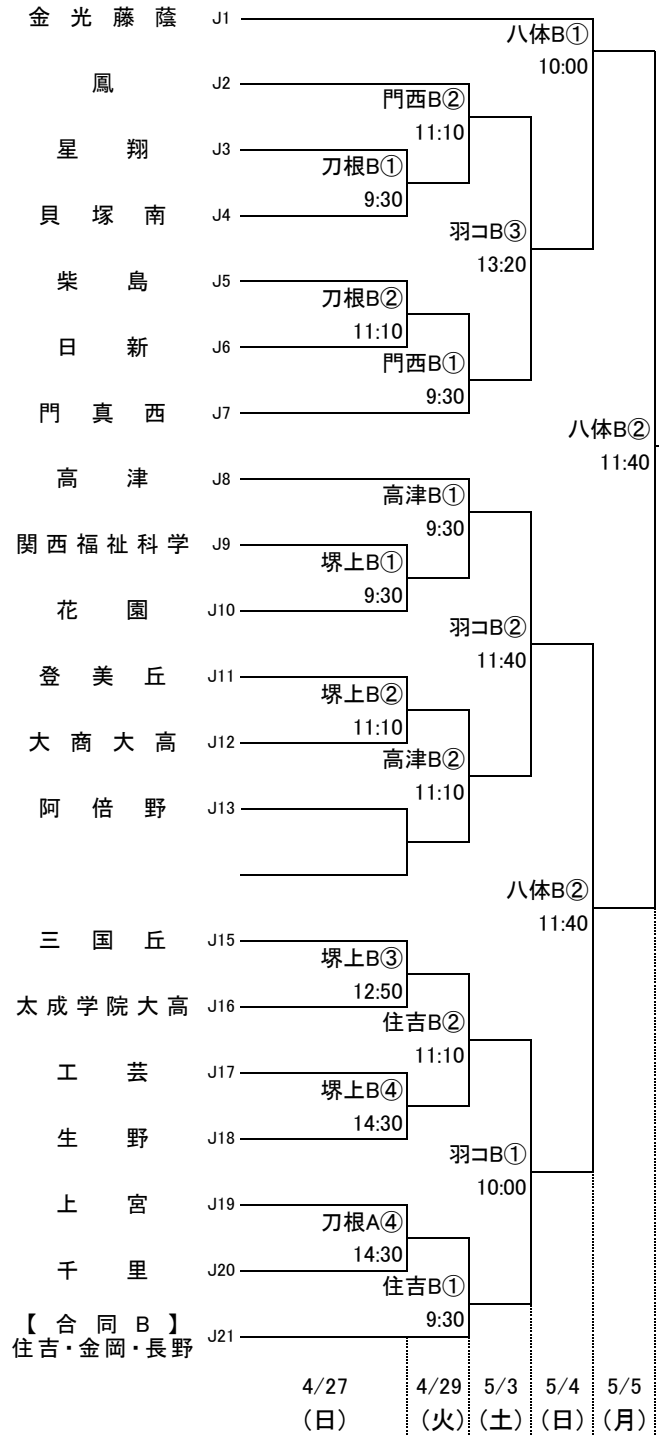 金光藤蔭 J1
八体B①
10:00
鳳 J2
門西B②
11:10
星翔 J3
刀根B①
9:30
貝塚南 J4
羽コB③
13:20
柴島 J5
刀根B②
11:10
日新 J6
門西B①
9:30
門真西 J7
八体B②
11:40
高津 J8
高津B①
9:30
関西福祉科学 J9
堺上B①
9:30
花園 J10
羽コB②
11:40
登美丘 J11
堺上B②
11:10
大商大高 J12
高津B②
11:10
阿倍野 J13
八体B②
11:40
三国丘 J15
堺上B③
12:50
太成学院大高 J16
住吉B②
11:10
工芸 J17
堺上B④
14:30
生野 J18
羽コB①
10:00
上宮 J19
刀根A④
14:30
千里 J20
住吉B①
9:30
【合同B】
住吉・金岡・長野 J21
4/27 4/29 5/3 5/4 5/5
(日) (火) (土) (日) (月)